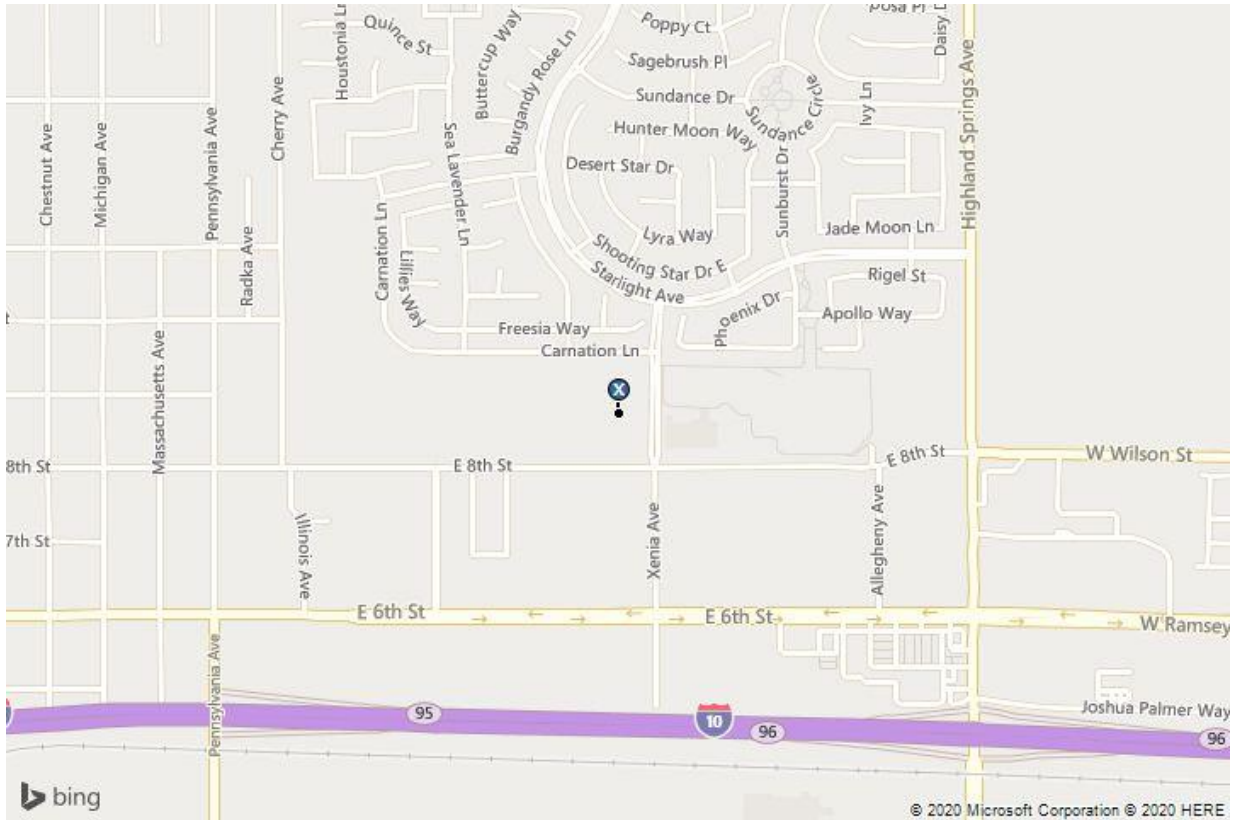 Quince St
Houstonia Ln
Buttercup Way
Burgandy Rose Ln
Poppy Ct
Sagebrush Pl
Sundance Dr
Sundance Circle
Hunter Moon Way
Desert Star Dr
Ivy Ln
Highland Springs Ave
Cherry Ave
Chestnut Ave
Michigan Ave
Pennsylvania Ave
Radka Ave
Sea Lavender Ln
Carnation Ln
Lillies Way
Sunburst Dr
Lyra Way
Jade Moon Ln
Shooting Star Dr E
Starlight Ave
Rigel St
Phoenix Dr
Apollo Way
Freesia Way
Carnation Ln
Massachusetts Ave
X
8th St
E 8th St
E 8th St
W Wilson St
7th St
Illinois Ave
Xenia Ave
Allegheny Ave
E 6th St
E 6th St
W Ramsey
Pennsylvania Ave
95
10
96
Joshua Palmer Way
96
bing
© 2020 Microsoft Corporation © 2020 HERE